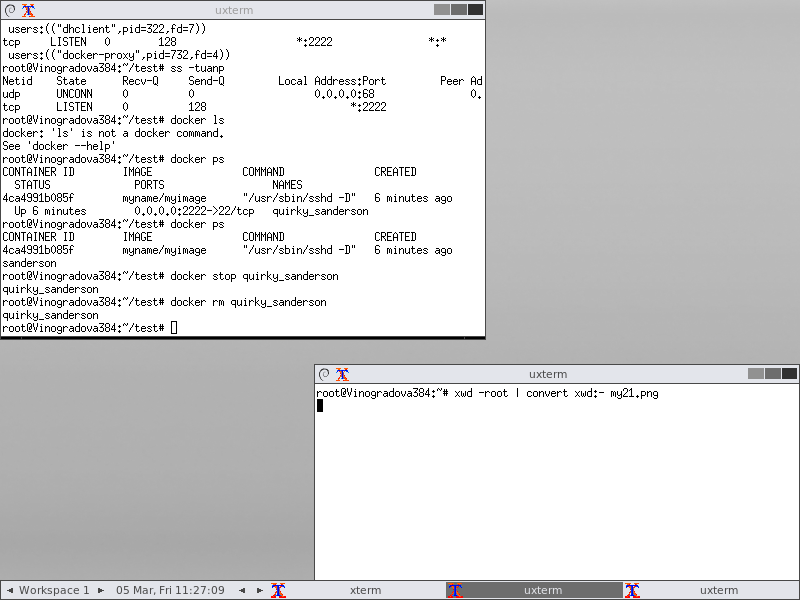 uxterm
users:(("dhclient",pid=322,fd=7))
tcp LISTEN 0 128 *:2222 *:*
users:(("docker-proxy",pid=732,fd=4))
root@Vinogradova384:~/test# ss -tuanp
Netid State Recv-Q Send-Q Local Address:Port Peer Ad
udp UNCONN 0 0 0.0.0.0:68 0.
tcp LISTEN 0 128 *:2222
root@Vinogradova384:~/test# docker ls
docker: 'ls' is not a docker command.
See 'docker --help'
root@Vinogradova384:~/test# docker ps
CONTAINER ID IMAGE COMMAND CREATED
STATUS PORTS NAMES
4ca4991b085f myname/myimage "/usr/sbin/sshd -D" 6 minutes ago
Up 6 minutes 0.0.0.0:2222->22/tcp quirky_sanderson
root@Vinogradova384:~/test# docker ps
CONTAINER ID IMAGE COMMAND CREATED
4ca4991b085f myname/myimage "/usr/sbin/sshd -D" 6 minutes ago
sanderson
root@Vinogradova384:~/test# docker stop quirky_sanderson
quirky_sanderson
root@Vinogradova384:~/test# docker rm quirky_sanderson
quirky_sanderson
root@Vinogradova384:~/test#
uxterm
root@Vinogradova384:~# xwd -root | convert xwd:- my21.png
Workspace 1 05 Mar, Fri 11:27:09 xterm uxterm uxterm